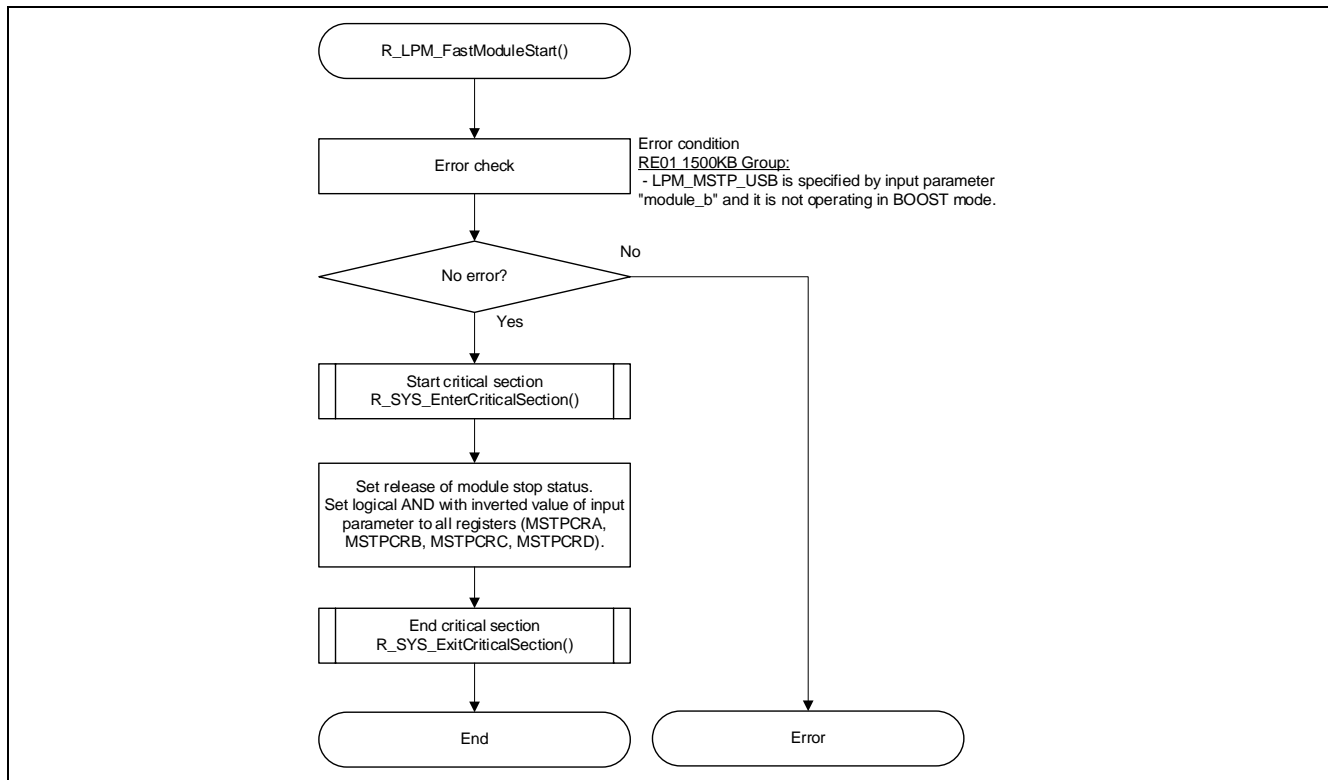 R_LPM_FastModuleStart()
Error check
Error condition
RE01 1500KB Group:
- LPM_MSTP_USB is specified by input parameter
"module_b" and it is not operating in BOOST mode.
No error?
No
Yes
Start critical section
R_SYS_EnterCriticalSection()
Set release of module stop status.
Set logical AND with inverted value of input
parameter to all registers (MSTPCRA,
MSTPCRB, MSTPCRC, MSTPCRD).
End critical section
R_SYS_ExitCriticalSection()
End
Error